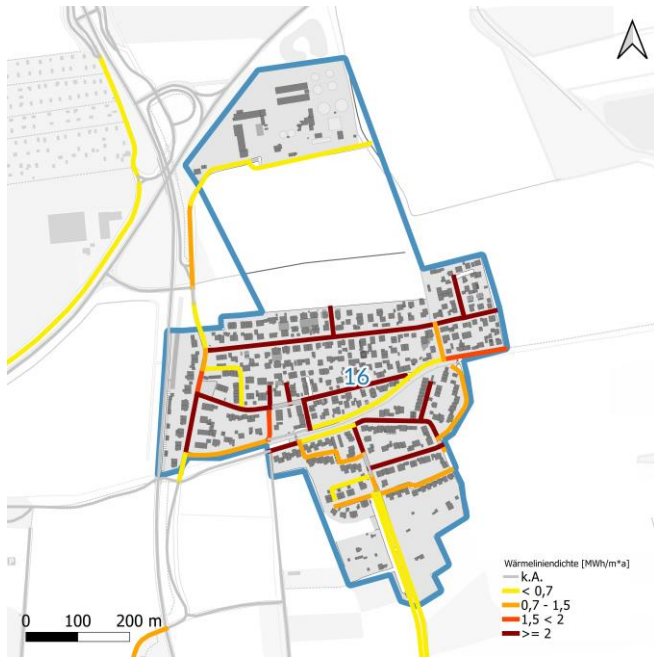 16
P
Wärmeliniendichte [MWh/m*a]
k.A.
< 0,7
0,7 - 1,5
1,5 < 2
>= 2
0 100 200 m